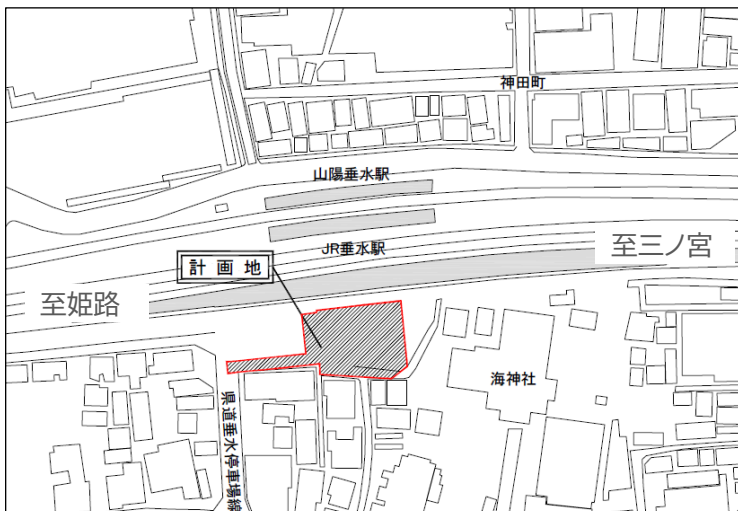 神田町
山陽垂水駅
JR垂水駅
至三ノ宮
計画地
至姫路
海神社
県道垂水停車場線